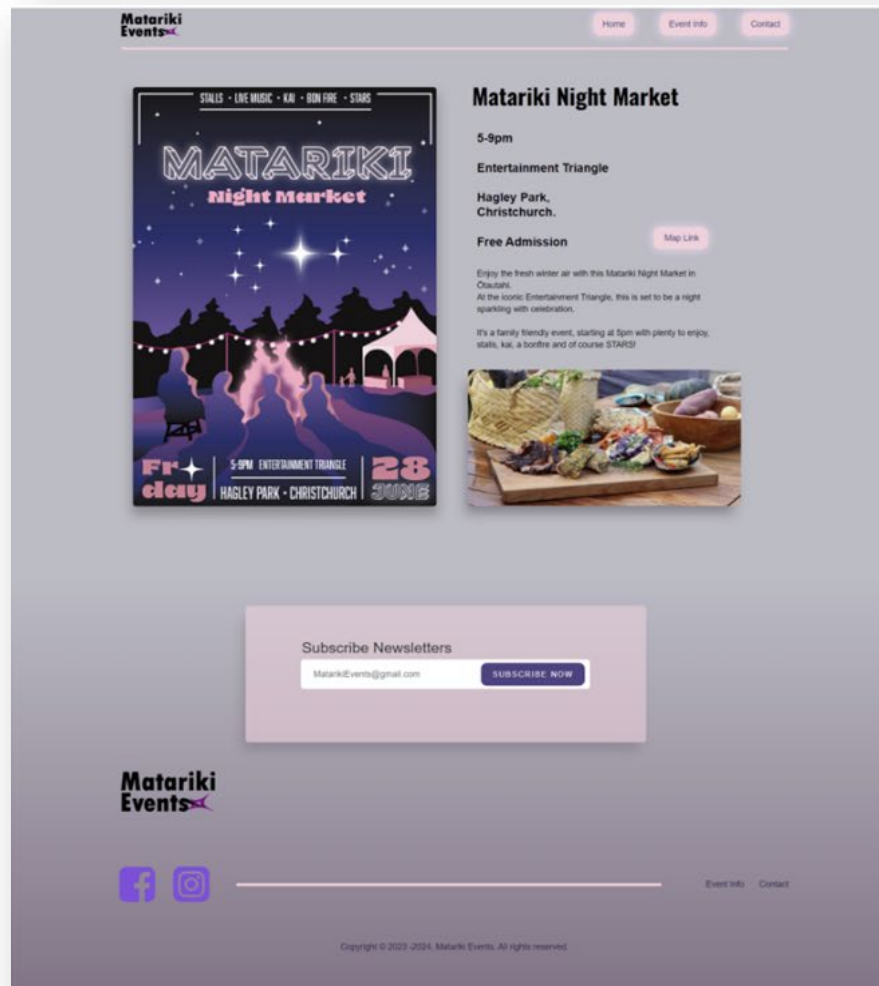 Matariki
Events
Home
Event Info
Contact
STALLS • LIVE MUSIC • KAI • BON FIRE • STARS
MATARIKI
Night Market
Friday
5-9PM ENTERTAINMENT TRIANGLE
HAGLEY PARK • CHRISTCHURCH
28
JUNE
Matariki Night Market
5-9pm
Entertainment Triangle
Hagley Park,
Christchurch.
Free Admission
Map Link
Enjoy the fresh winter air with this Matariki Night Market in
Ōtautahi.
At the iconic Entertainment Triangle, this is set to be a night
sparkling with celebration.
It's a family friendly event, starting at 5pm with plenty to enjoy,
stalls, kai, a bonfire and of course STARS!
Subscribe Newsletters
MatarikiEvents@gmail.com
SUBSCRIBE NOW
Matariki
Events
Event Info
Contact
Copyright © 2023 -2024. Matariki Events. All rights reserved.